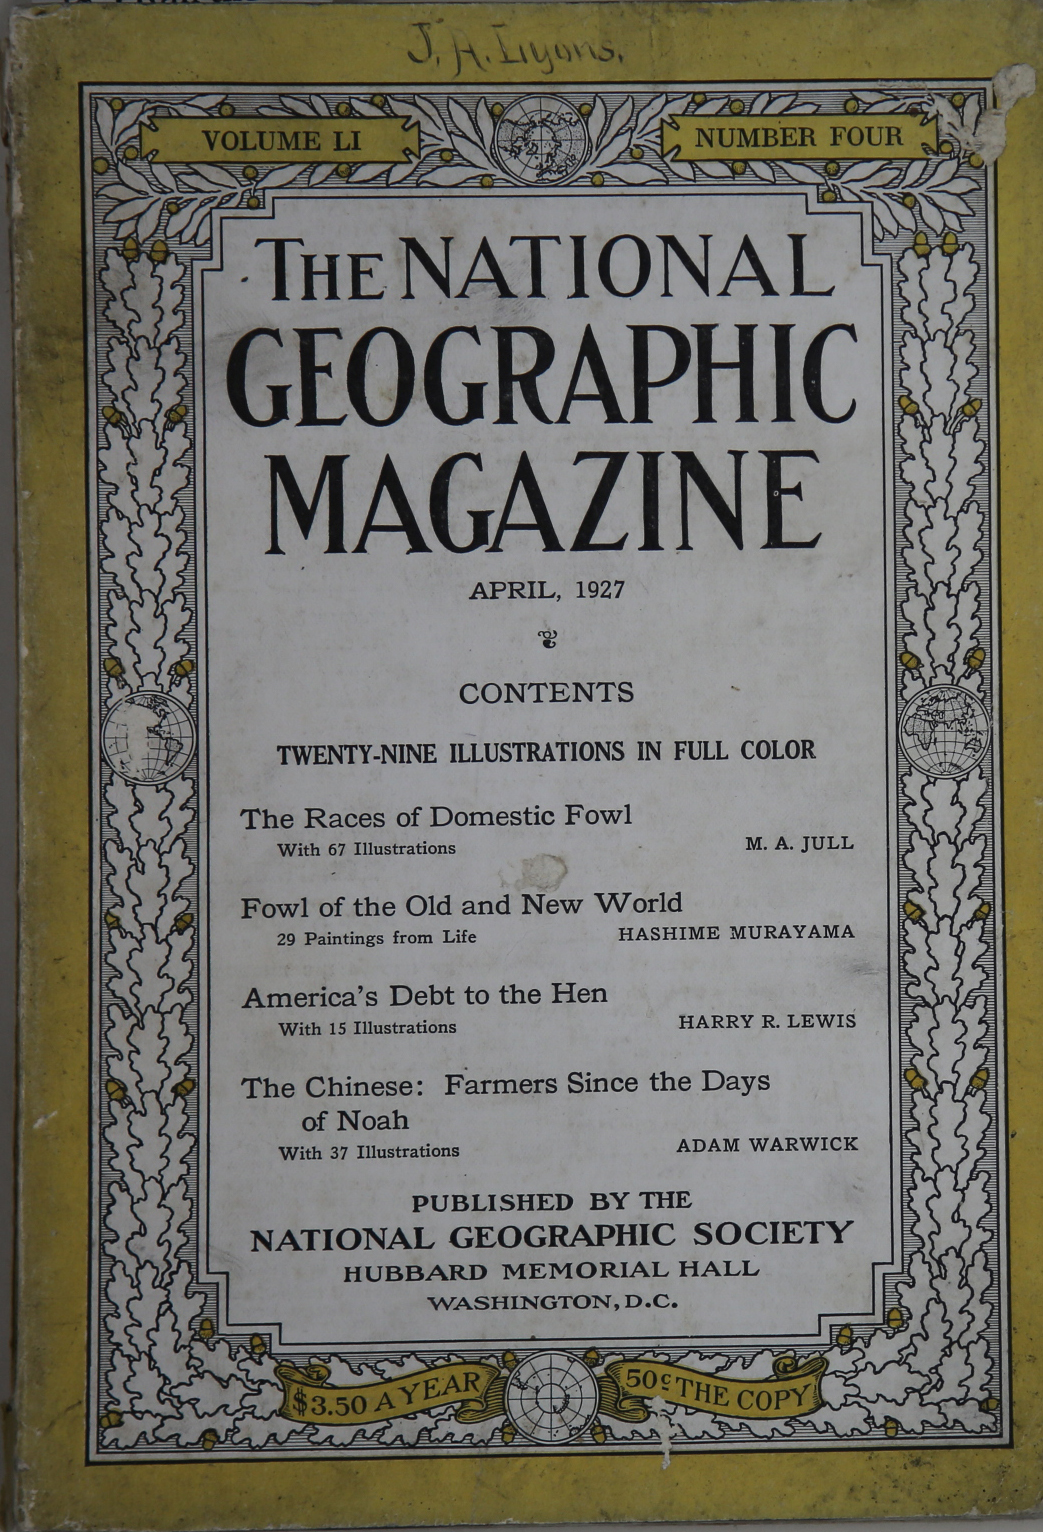 J. A. Lyons.
VOLUME LI
NUMBER FOUR
THE NATIONAL
GEOGRAPHIC
MAGAZINE
APRIL, 1927
CONTENTS
TWENTY-NINE ILLUSTRATIONS IN FULL COLOR
The Races of Domestic Fowl
With 67 Illustrations M. A. JULL
Fowl of the Old and New World
29 Paintings from Life HASHIME MURAYAMA
America's Debt to the Hen
With 15 Illustrations HARRY R. LEWIS
The Chinese: Farmers Since the Days
of Noah
With 37 Illustrations ADAM WARWICK
PUBLISHED BY THE
NATIONAL GEOGRAPHIC SOCIETY
HUBBARD MEMORIAL HALL
WASHINGTON, D.C.
$3.50 A YEAR
50c THE COPY